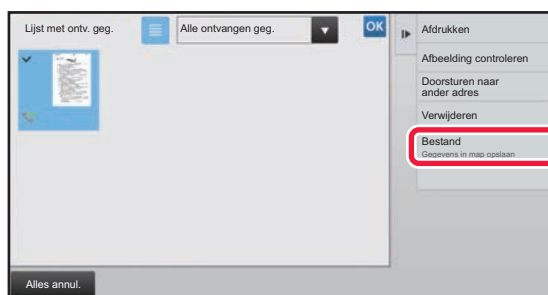 Lijst met ontv. geg.
Alle ontvangen geg.
OK
Afdrukken
Afbeelding controleren
Doorsturen naar
ander adres
Verwijderen
Bestand
Gegevens in map opslaan
Alles annul.